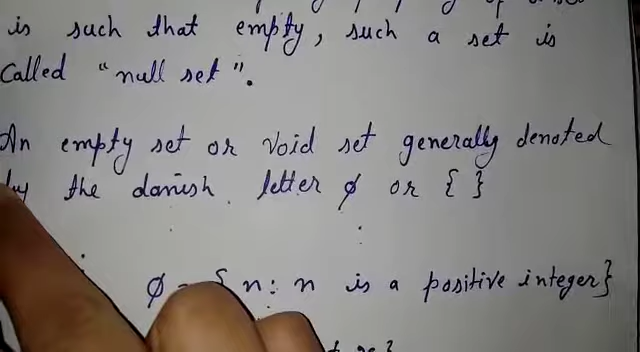 is such that empty, such a set is
called "null set".
An empty set or void set generally denoted
by the danish letter ϕ or { }
ϕ = { n: n is a positive integer}